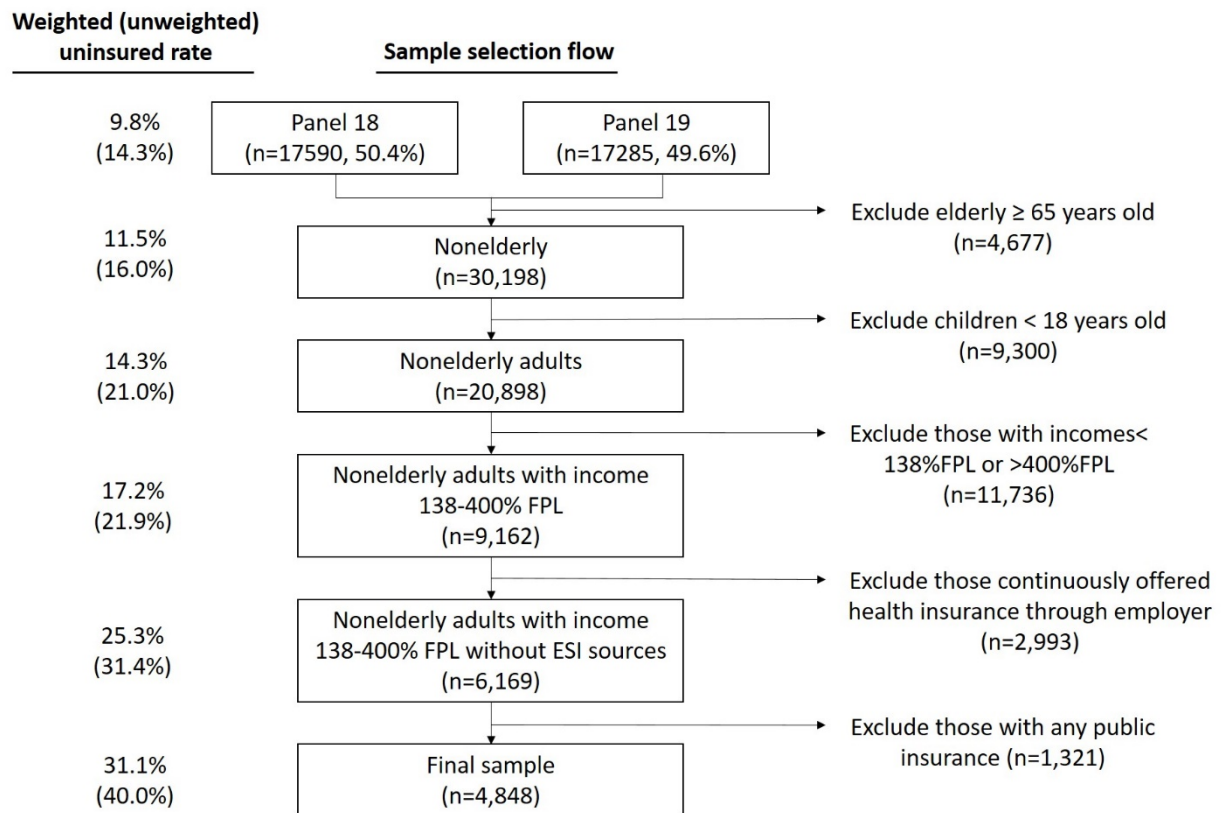 Weighted (unweighted)
uninsured rate
Sample selection flow
9.8%
(14.3%)
Panel 18
(n=17590, 50.4%)
Panel 19
(n=17285, 49.6%)
Exclude elderly ≥ 65 years old
(n=4,677)
11.5%
(16.0%)
Nonelderly
(n=30,198)
Exclude children < 18 years old
(n=9,300)
14.3%
(21.0%)
Nonelderly adults
(n=20,898)
Exclude those with incomes<
138%FPL or >400%FPL
(n=11,736)
17.2%
(21.9%)
Nonelderly adults with income
138-400% FPL
(n=9,162)
Exclude those continuously offered
health insurance through employer
(n=2,993)
25.3%
(31.4%)
Nonelderly adults with income
138-400% FPL without ESI sources
(n=6,169)
Exclude those with any public
insurance (n=1,321)
31.1%
(40.0%)
Final sample
(n=4,848)